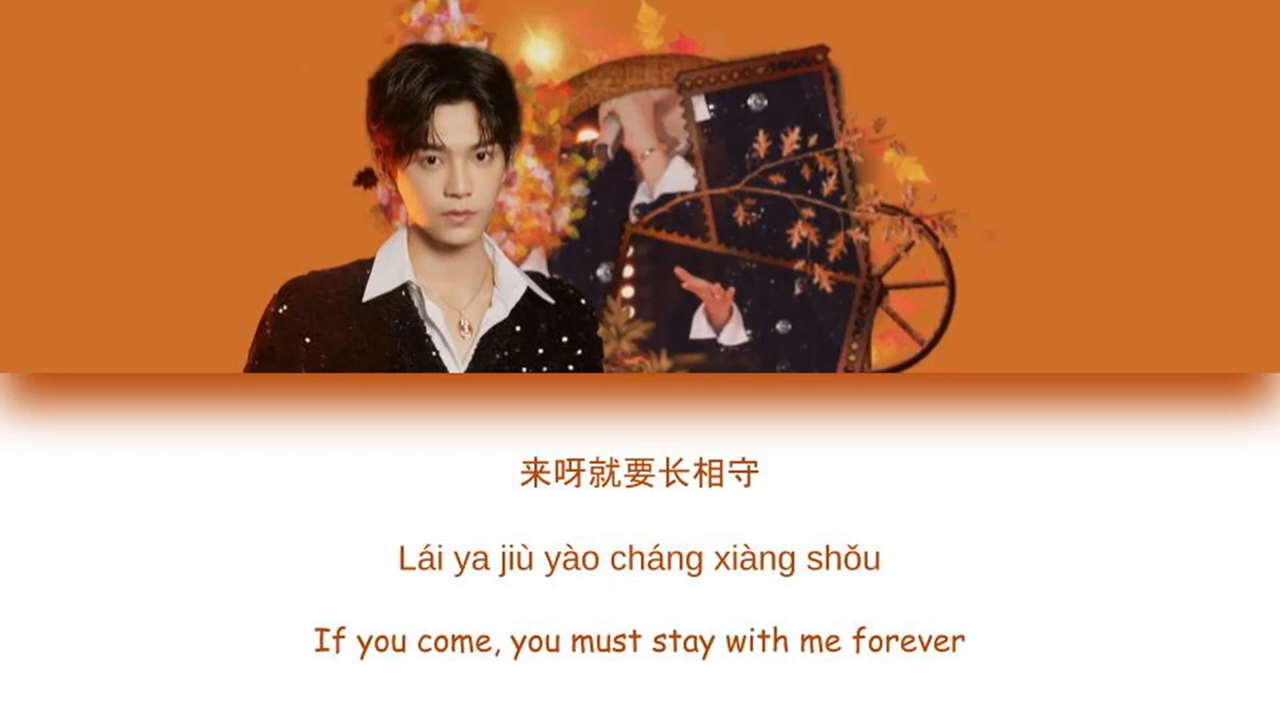 来呀就要长相守
Lái ya jiù yào cháng xiàng shǒu
If you come, you must stay with me forever